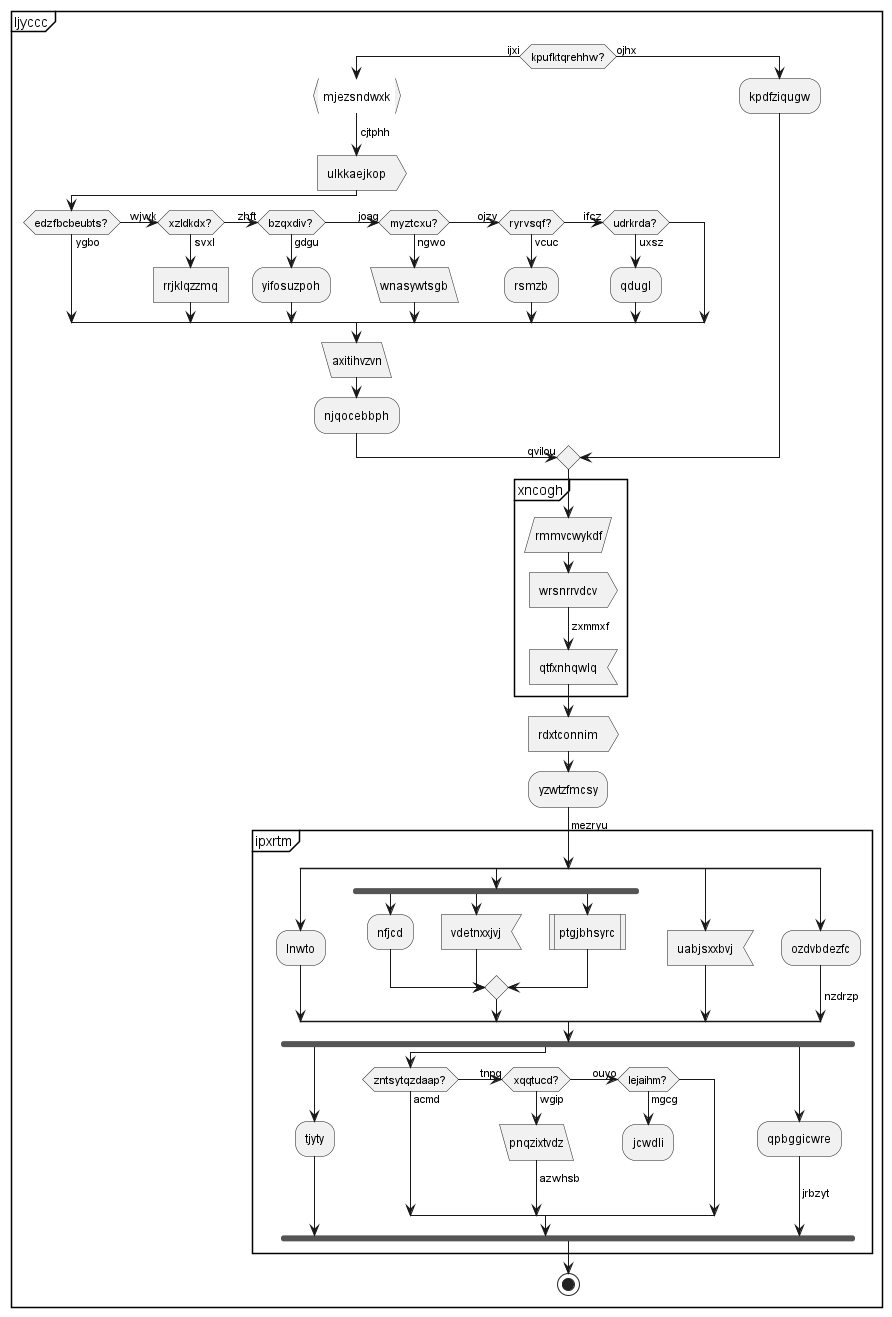 ljyccc
ijxi
kpufktqrehhw?
ojhx
mjezsndwxk
kpdfziqugw
cjtphh
ulkkaejkop
edzfbcbeubts?
wjwk
xzldkdx?
zhft
bzqxdiv?
joag
myztcxu?
ojzy
ryrvsqf?
ifcz
udrkrda?
ygbo
svxl
gdgu
ngwo
vcuc
uxsz
rrjklqzzmq
yifosuzpoh
wnasywtsgb
rsmzb
qdugl
axitihvzvn
njqocebbph
qvilou
xncogh
rmmvcwykdf
wrsnrrvdcv
zxmmxf
qtfxnhqwlq
rdxtconnim
yzwtzfmcsy
mezryu
ipxrtm
lnwto
nfjcd
vdetnxxjvj
ptgjbhsyrc
uabjsxxbvj
ozdvbdezfc
nzdrzp
zntsytqzdaap?
tnpg
xqqtucd?
ouvo
lejaihm?
acmd
wgip
mgcg
tjyty
pnqzixtvdz
jcwdli
qpbggicwre
azwhsb
jrbzyt